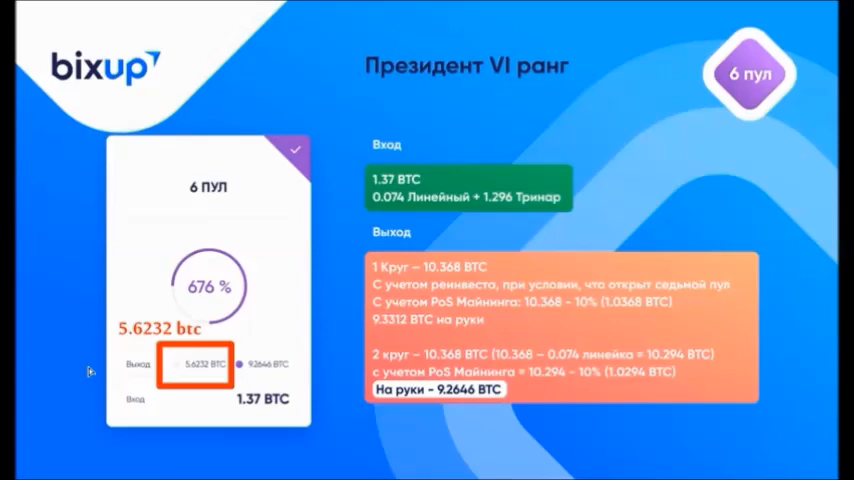 bixup
Президент VI ранг
6 пул
Вход
1.37 BTC
0.074 Линейный + 1.296 Тринар
Выход
1 Круг – 10.368 BTC
С учетом реинвеста, при условии, что открыт седьмой пул
С учетом PoS Майнинга: 10.368 - 10% (1.0368 BTC)
9.3312 BTC на руки
2 круг – 10.368 BTC (10.368 – 0.074 линейка = 10.294 BTC)
с учетом PoS Майнинга = 10.294 - 10% (1.0294 BTC)
На руки - 9.2646 BTC
6 ПУЛ
676 %
5.6232 btc
Выход 5.6232 BTC 9.2646 BTC
Вход 1.37 BTC